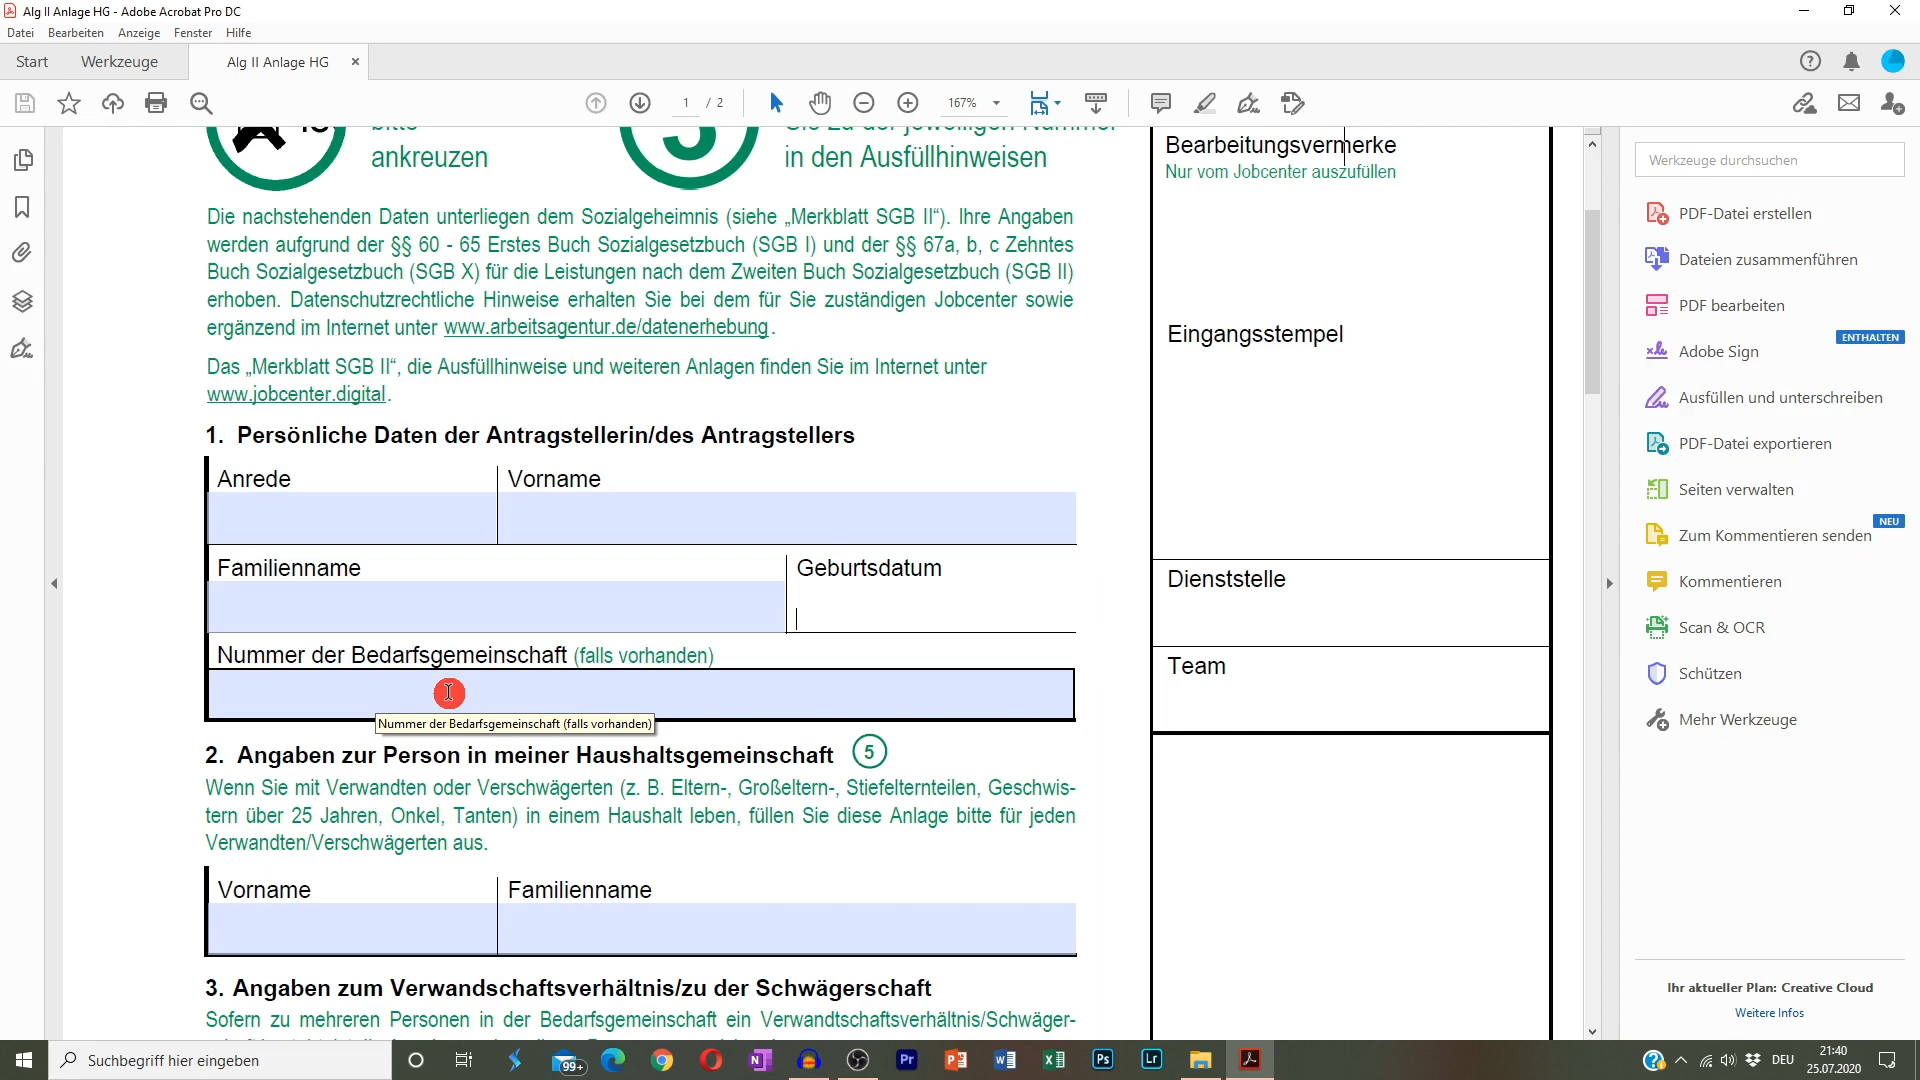 Alg II Anlage HG - Adobe Acrobat Pro DC
Datei Bearbeiten Anzeige Fenster Hilfe
Start Werkzeuge Alg II Anlage HG
1 / 2
167%
bitte
ankreuzen
3
Sie zu der jeweiligen Nummer
in den Ausfüllhinweisen
Die nachstehenden Daten unterliegen dem Sozialgeheimnis (siehe „Merkblatt SGB II“). Ihre Angaben
werden aufgrund der §§ 60 - 65 Erstes Buch Sozialgesetzbuch (SGB I) und der §§ 67a, b, c Zehntes
Buch Sozialgesetzbuch (SGB X) für die Leistungen nach dem Zweiten Buch Sozialgesetzbuch (SGB II)
erhoben. Datenschutzrechtliche Hinweise erhalten Sie bei dem für Sie zuständigen Jobcenter sowie
ergänzend im Internet unter www.arbeitsagentur.de/datenerhebung.
Das „Merkblatt SGB II“, die Ausfüllhinweise und weiteren Anlagen finden Sie im Internet unter
www.jobcenter.digital.
1. Persönliche Daten der Antragstellerin/des Antragstellers
Anrede Vorname
Familienname Geburtsdatum
Nummer der Bedarfsgemeinschaft (falls vorhanden)
Nummer der Bedarfsgemeinschaft (falls vorhanden)
2. Angaben zur Person in meiner Haushaltsgemeinschaft 5
Wenn Sie mit Verwandten oder Verschwägerten (z. B. Eltern-, Großeltern-, Stiefelternteilen, Geschwis-
tern über 25 Jahren, Onkel, Tanten) in einem Haushalt leben, füllen Sie diese Anlage bitte für jeden
Verwandten/Verschwägerten aus.
Vorname Familienname
3. Angaben zum Verwandschaftsverhältnis/zu der Schwägerschaft
Sofern zu mehreren Personen in der Bedarfsgemeinschaft ein Verwandtschaftsverhältnis/Schwäger-
Bearbeitungsvermerke
Nur vom Jobcenter auszufüllen
Eingangsstempel
Dienststelle
Team
Werkzeuge durchsuchen
PDF-Datei erstellen
Dateien zusammenführen
PDF bearbeiten
ENTHALTEN
Adobe Sign
Ausfüllen und unterschreiben
PDF-Datei exportieren
Seiten verwalten
NEU
Zum Kommentieren senden
Kommentieren
Scan & OCR
Schützen
Mehr Werkzeuge
Ihr aktueller Plan: Creative Cloud
Weitere Infos
Suchbegriff hier eingeben
99+
N
Pr
Ps
Lr
DEU
21:40
25.07.2020